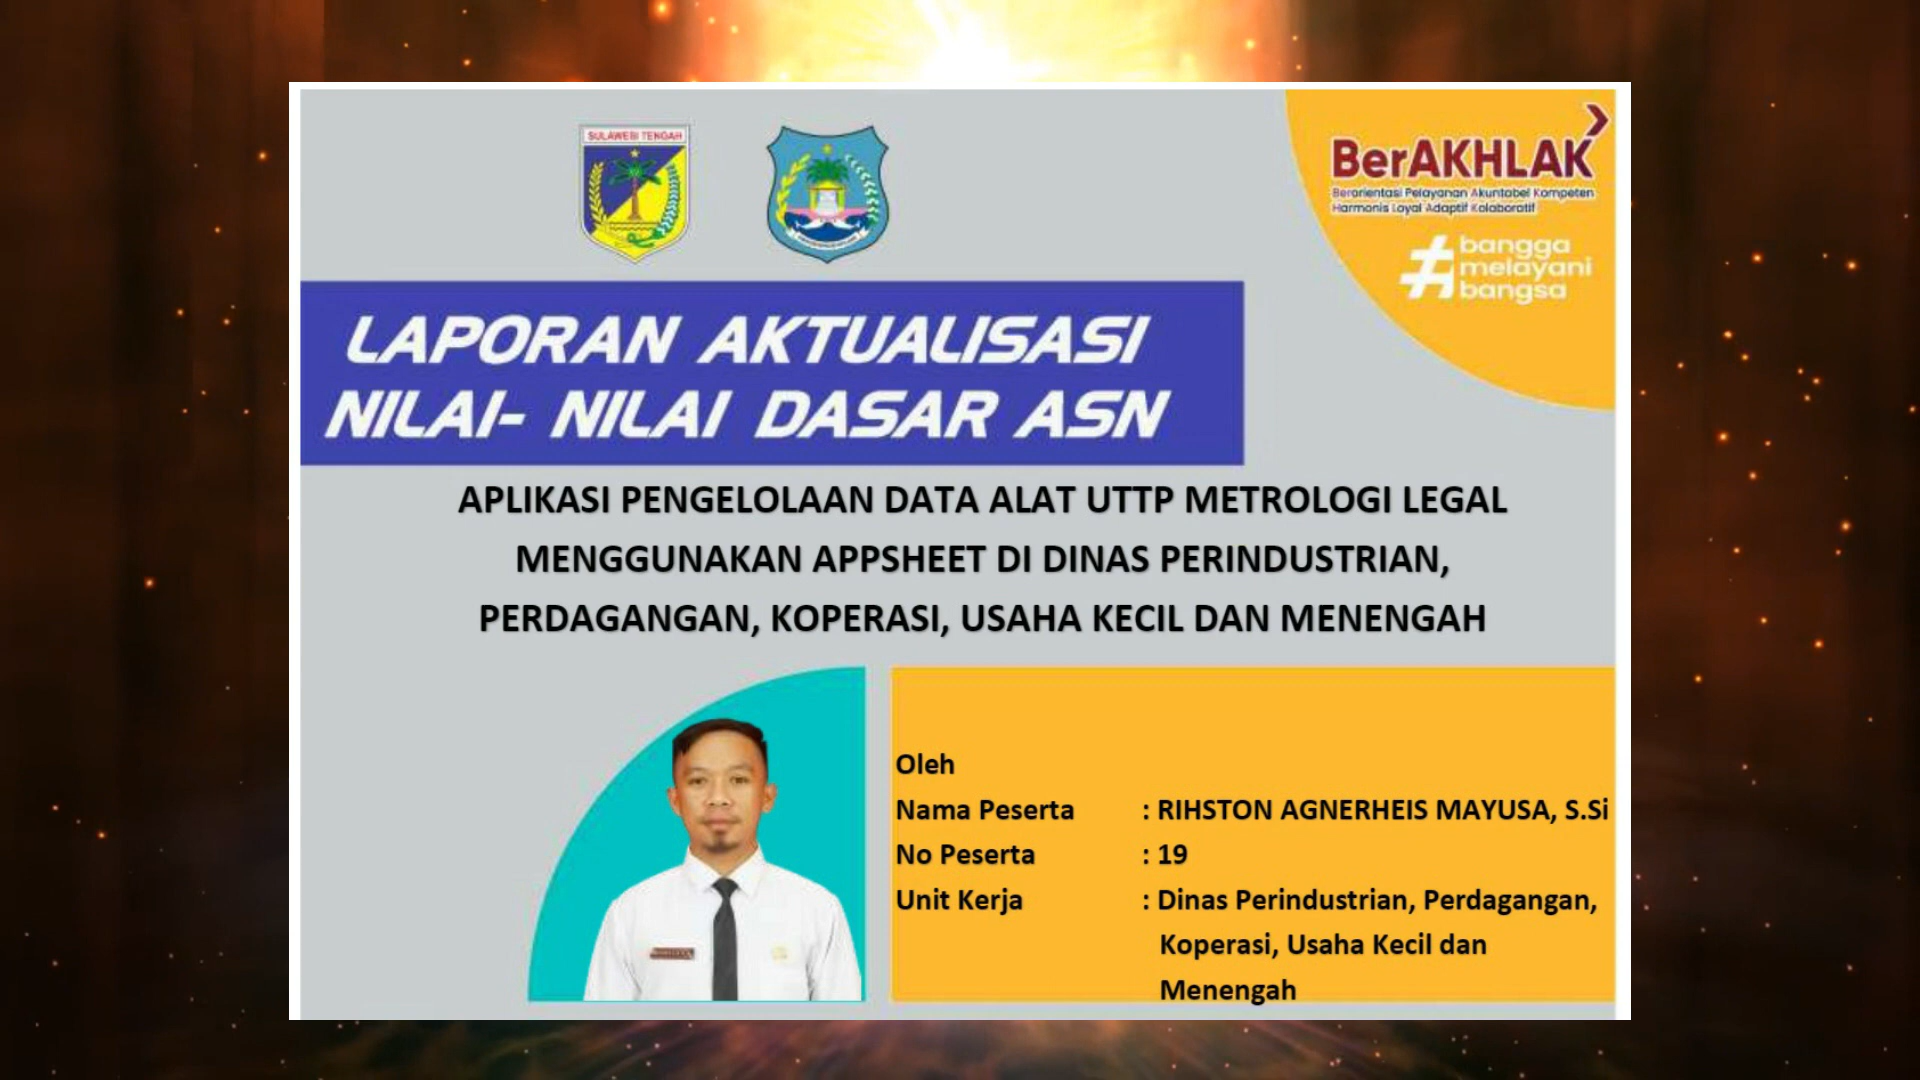 SULAWESI TENGAH
BerAKHLAK
Berorientasi Pelayanan Akuntabel Kompeten
Harmonis Loyal Adaptif Kolaboratif
# bangga
melayani
bangsa
LAPORAN AKTUALISASI
NILAI- NILAI DASAR ASN
APLIKASI PENGELOLAAN DATA ALAT UTTP METROLOGI LEGAL
MENGGUNAKAN APPSHEET DI DINAS PERINDUSTRIAN,
PERDAGANGAN, KOPERASI, USAHA KECIL DAN MENENGAH
Oleh
Nama Peserta : RIHSTON AGNERHEIS MAYUSA, S.Si
No Peserta : 19
Unit Kerja : Dinas Perindustrian, Perdagangan,
Koperasi, Usaha Kecil dan
Menengah